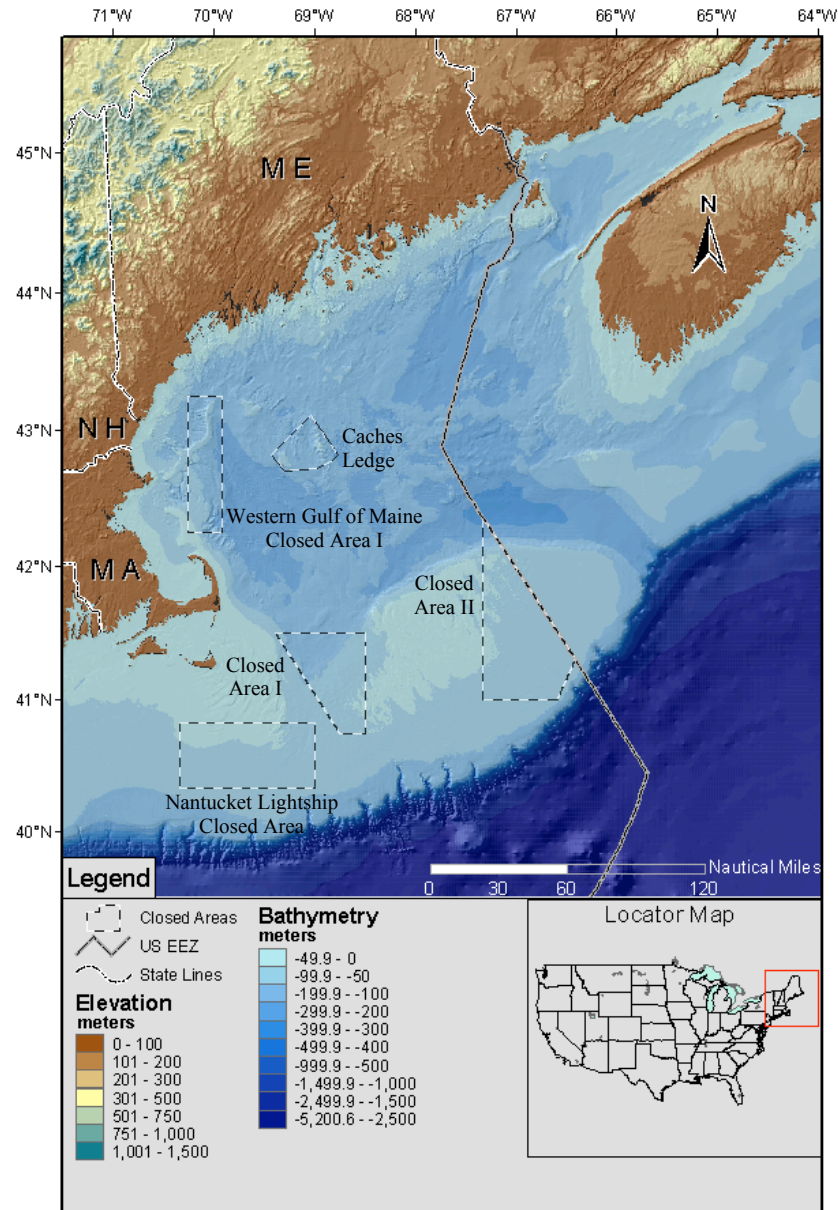 71°W 70°W 69°W 68°W 67°W 66°W 65°W 64°W
45°N
ME
N
44°N
43°N
NH
Caches
Ledge
Western Gulf of Maine
Closed Area I
42°N
MA
Closed
Area II
Closed
Area I
41°N
Nantucket Lightship
Closed Area
40°N
Nautical Miles
0 30 60 120
Legend
Closed Areas
US EEZ
State Lines
Elevation
meters
0 - 100
101 - 200
201 - 300
301 - 500
501 - 750
751 - 1,000
1,001 - 1,500
Bathymetry
meters
-49.9 - 0
-99.9 - -50
-199.9 - -100
-299.9 - -200
-399.9 - -300
-499.9 - -400
-999.9 - -500
-1,499.9 - -1,000
-2,499.9 - -1,500
-5,200.6 - -2,500
Locator Map